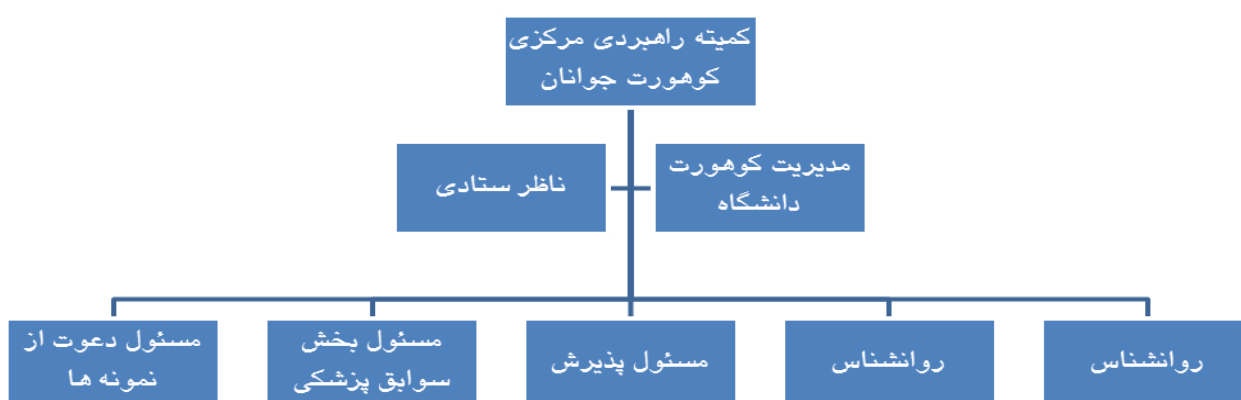 کمیته راهبردی مرکزی
کوهورت جوانان
مدیریت کوهورت
دانشگاه
ناظر ستادی
روانشناس
روانشناس
مسئول پذیرش
مسئول بخش
سوابق پزشکی
مسئول دعوت از
نمونه ها